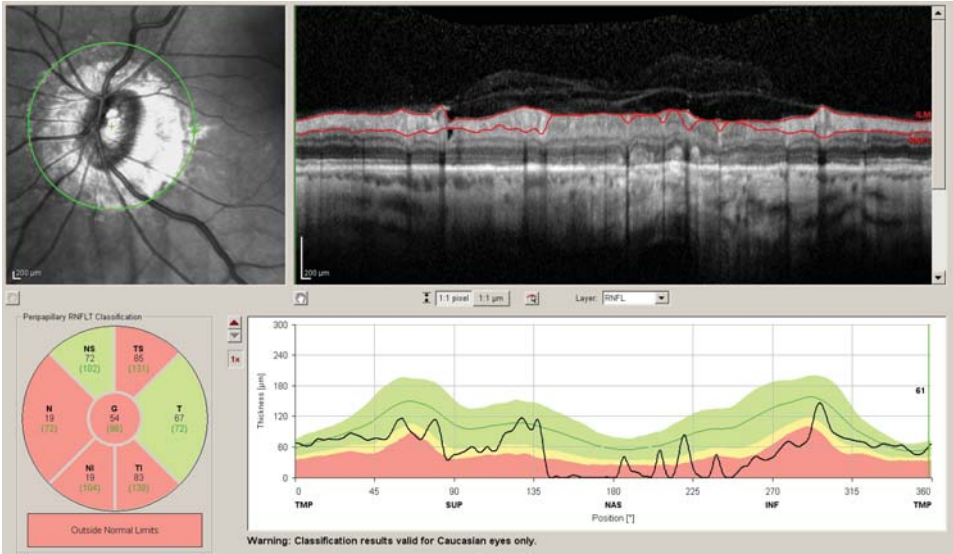 200 µm
ILM
200 µm
1:1 pixel
1:1 µm
Layer:
RNFL
Peripapillary RNFLT Classification
NS
72
(102)
TS
85
(131)
N
19
(72)
G
54
(96)
T
67
(72)
NI
19
(104)
TI
83
(138)
Outside Normal Limits
1x
Thickness [µm]
300
240
180
120
60
0
61
0
45
90
135
180
225
270
315
360
TMP
SUP
NAS
INF
TMP
Position [°]
Warning: Classification results valid for Caucasian eyes only.